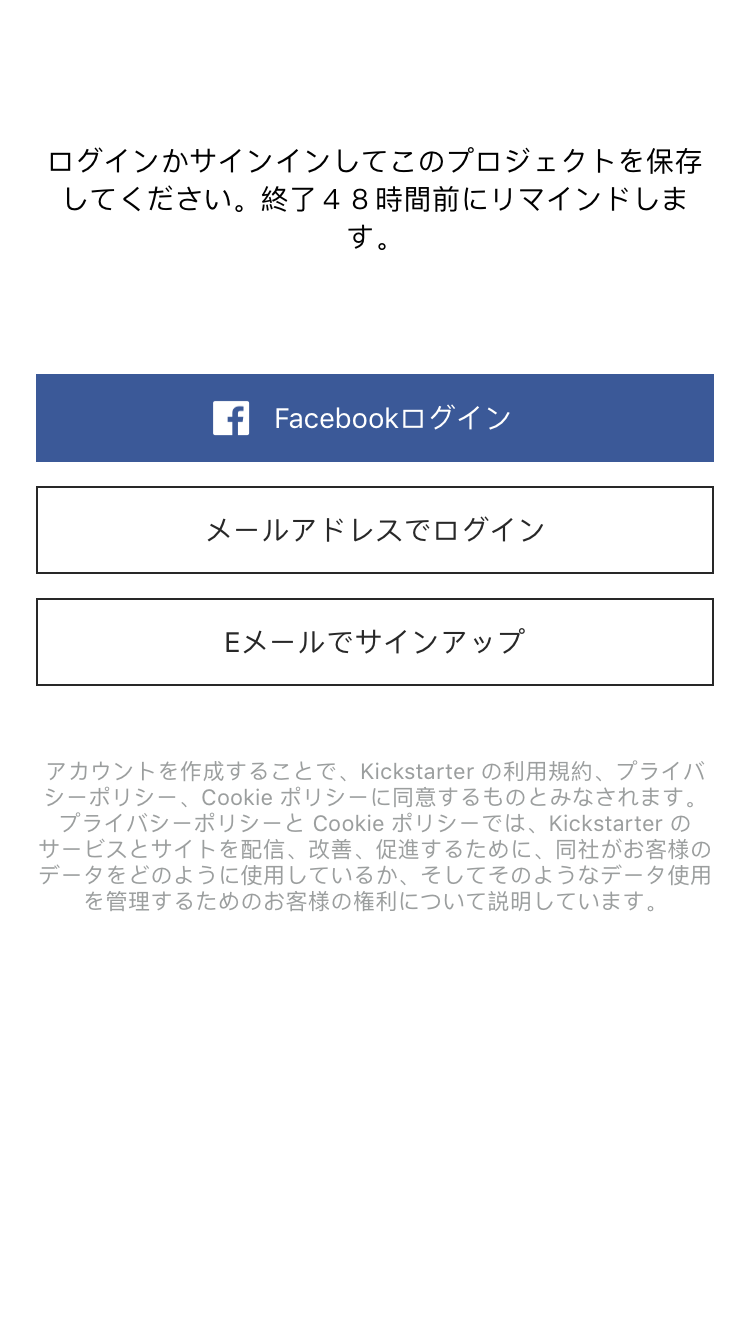 ログインかサインインしてこのプロジェクトを保存
してください。終了４８時間前にリマインドしま
す。
Facebookログイン
メールアドレスでログイン
Eメールでサインアップ
アカウントを作成することで、Kickstarter の利用規約、プライバ
シーポリシー、Cookie ポリシーに同意するものとみなされます。
プライバシーポリシーと Cookie ポリシーでは、Kickstarter の
サービスとサイトを配信、改善、促進するために、同社がお客様の
データをどのように使用しているか、そしてそのようなデータ使用
を管理するためのお客様の権利について説明しています。